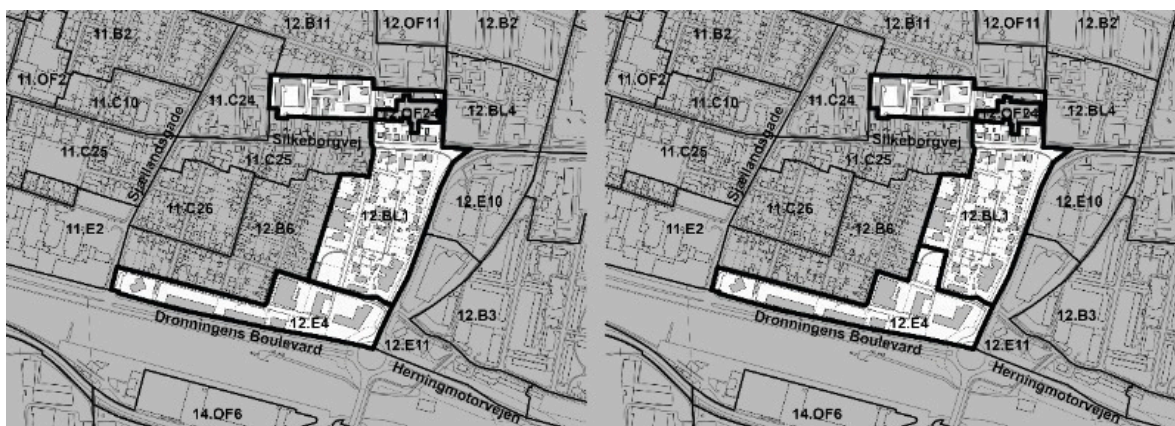 12.B11
12.OF11
12.B2
11.B2
11.OF2
11.C10
11.C24
12.OF24
12.BL4
Sjællandsgade
Silkeborgvej
11.C25
11.C25
11.C26
12.B6
12.BL1
12.E10
11.E2
12.B3
12.E4
Dronningens Boulevard
12.E11
Herningmotorvejen
14.OF6
12.B11
12.OF11
12.B2
11.B2
11.OF2
11.C10
11.C24
12.OF24
12.BL4
Sjællandsgade
Silkeborgvej
11.C25
11.C25
11.C26
12.B6
12.BL1
12.E10
11.E2
12.B3
12.E4
Dronningens Boulevard
12.E11
Herningmotorvejen
14.OF6